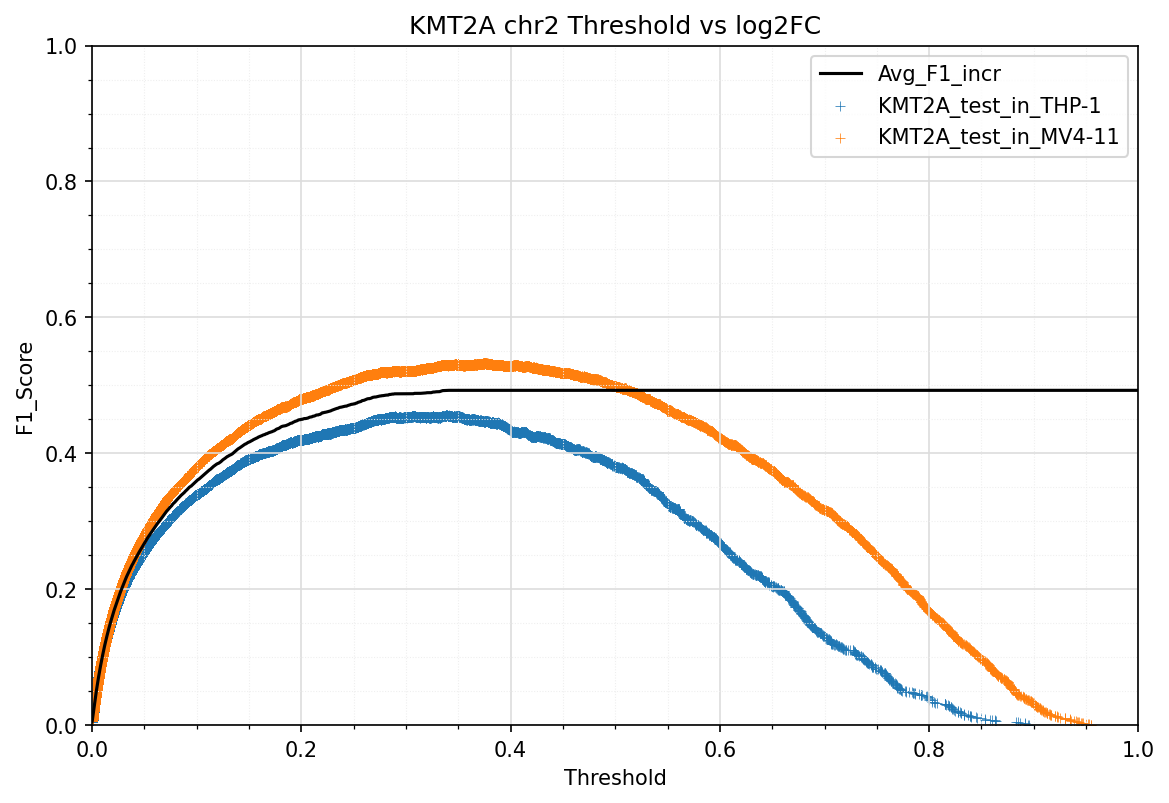 KMT2A chr2 Threshold vs log2FC
Avg_F1_incr
KMT2A_test_in_THP-1
KMT2A_test_in_MV4-11
F1_Score
1.0
0.8
0.6
0.4
0.2
0.0
0.0 0.2 0.4 0.6 0.8 1.0
Threshold